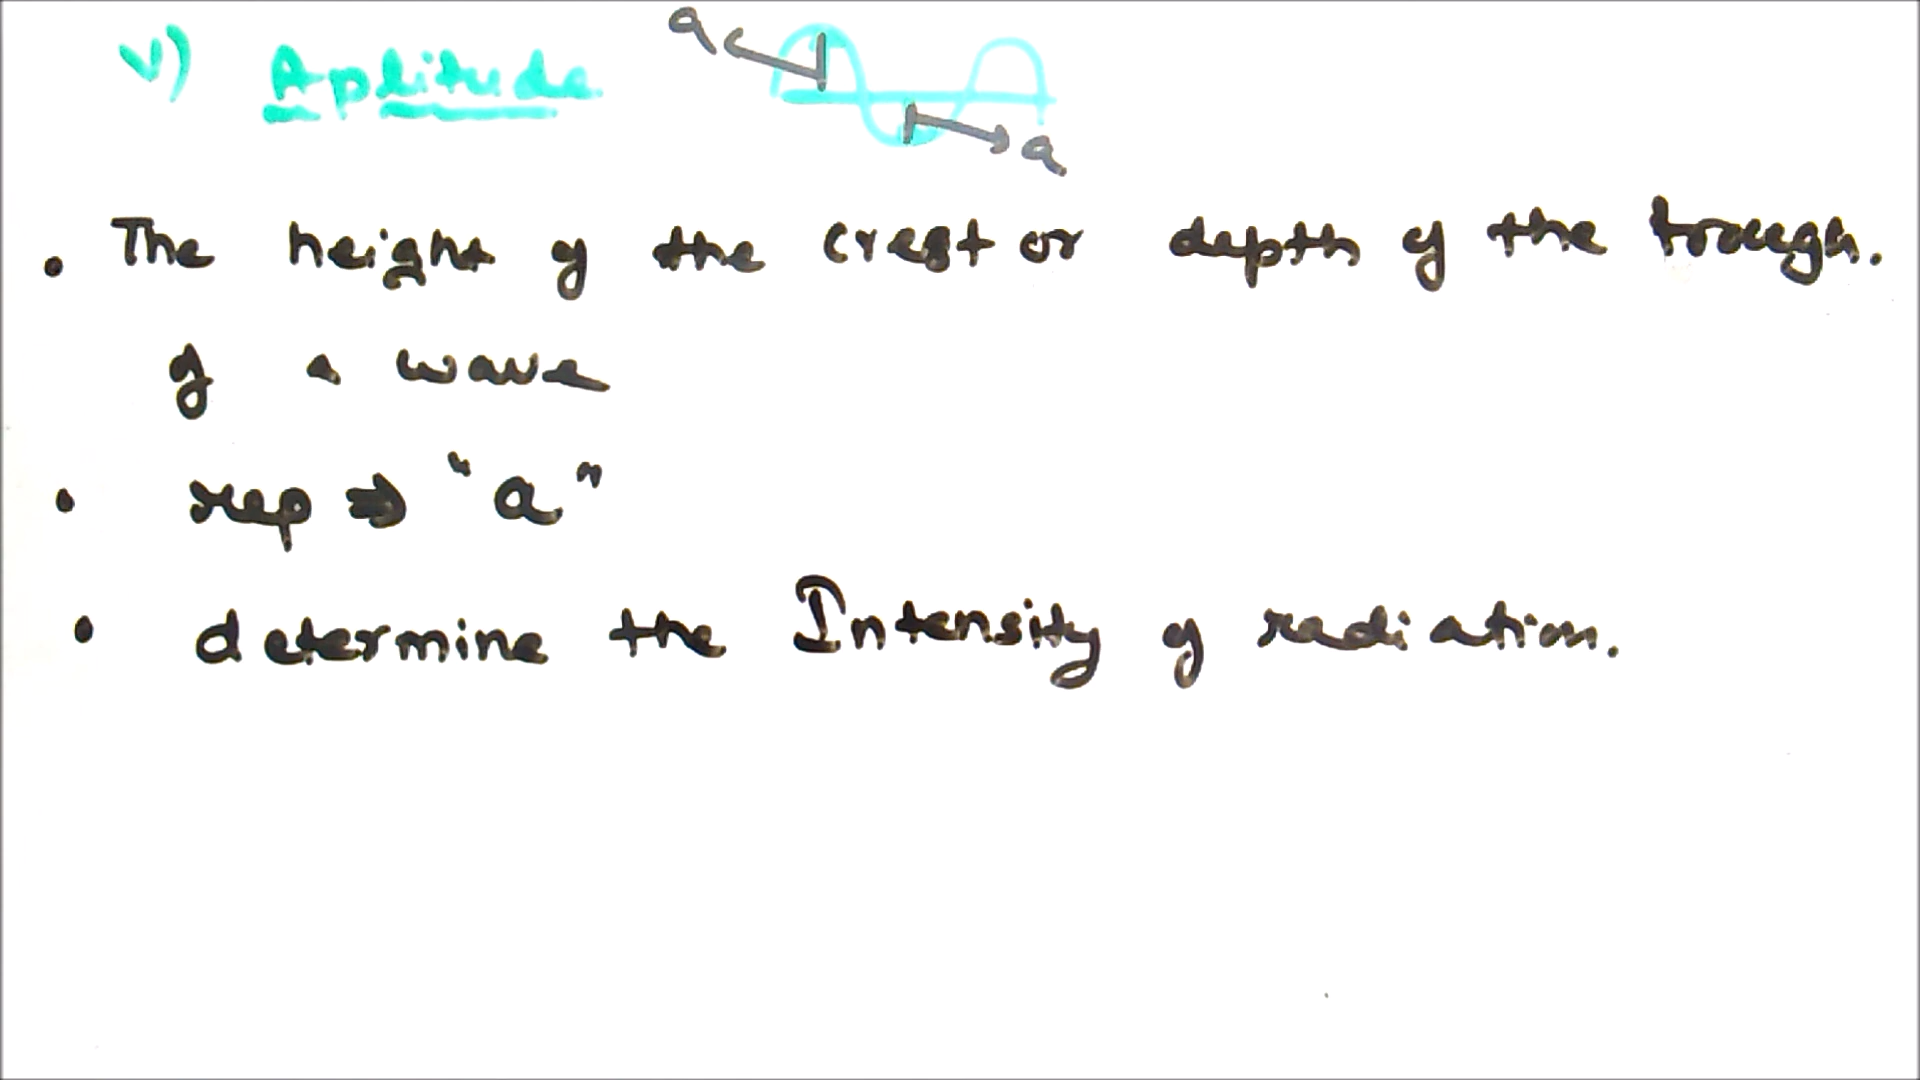 v) Aplitude
a
a
• The height of the crest or depth of the trough.
of a wave
• rep ⇒ "a"
• determine the Intensity of radiation.